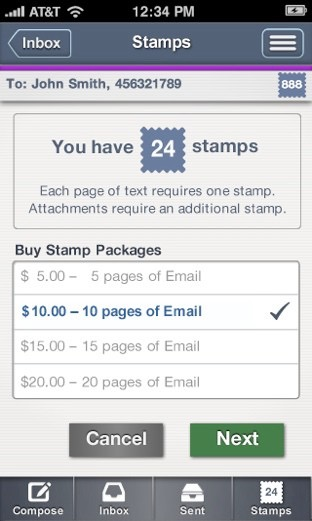 AT&T 12:34 PM
Inbox Stamps
To: John Smith, 456321789 888
You have 24 stamps
Each page of text requires one stamp.
Attachments require an additional stamp.
Buy Stamp Packages
$ 5.00 – 5 pages of Email
$10.00 – 10 pages of Email
$15.00 – 15 pages of Email
$20.00 – 20 pages of Email
Cancel Next
24
Compose Inbox Sent Stamps